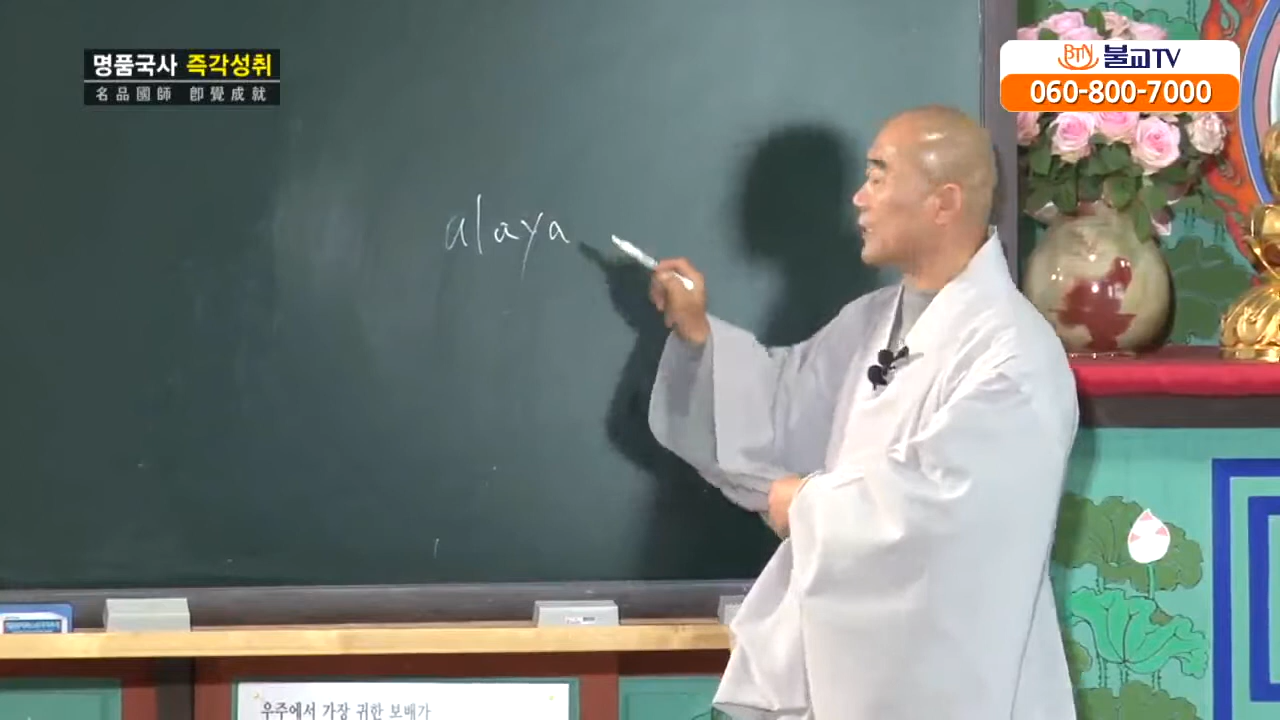 명품국사 즉각성취
名品國師 卽覺成就
BTN 불교TV
060-800-7000
alaya
우주에서 가장 귀한 보배가